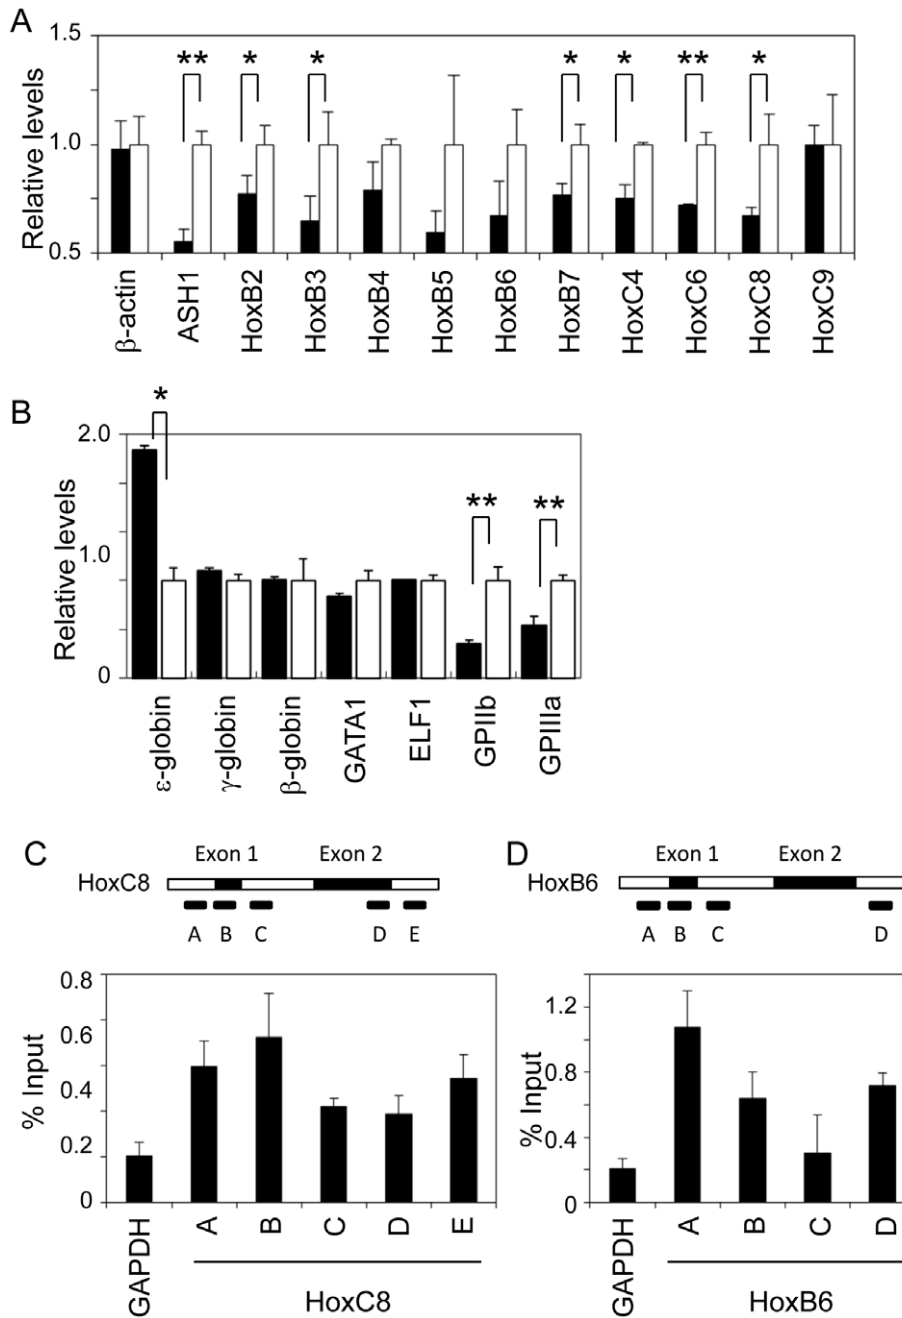 A
1.5
** * * * * ** *
Relative levels
1.0
0.5
β-actin
ASH1
HoxB2
HoxB3
HoxB4
HoxB5
HoxB6
HoxB7
HoxC4
HoxC6
HoxC8
HoxC9
B
*
2.0
** **
Relative levels
1.0
0
ε-globin
γ-globin
β-globin
GATA1
ELF1
GPIIb
GPIIIa
C
Exon 1 Exon 2
HoxC8
A B C D E
0.8
0.6
0.4
0.2
0
% Input
GAPDH
A
B
C
D
E
HoxC8
D
Exon 1 Exon 2
HoxB6
A B C D
1.2
0.8
0.4
0
% Input
GAPDH
A
B
C
D
HoxB6